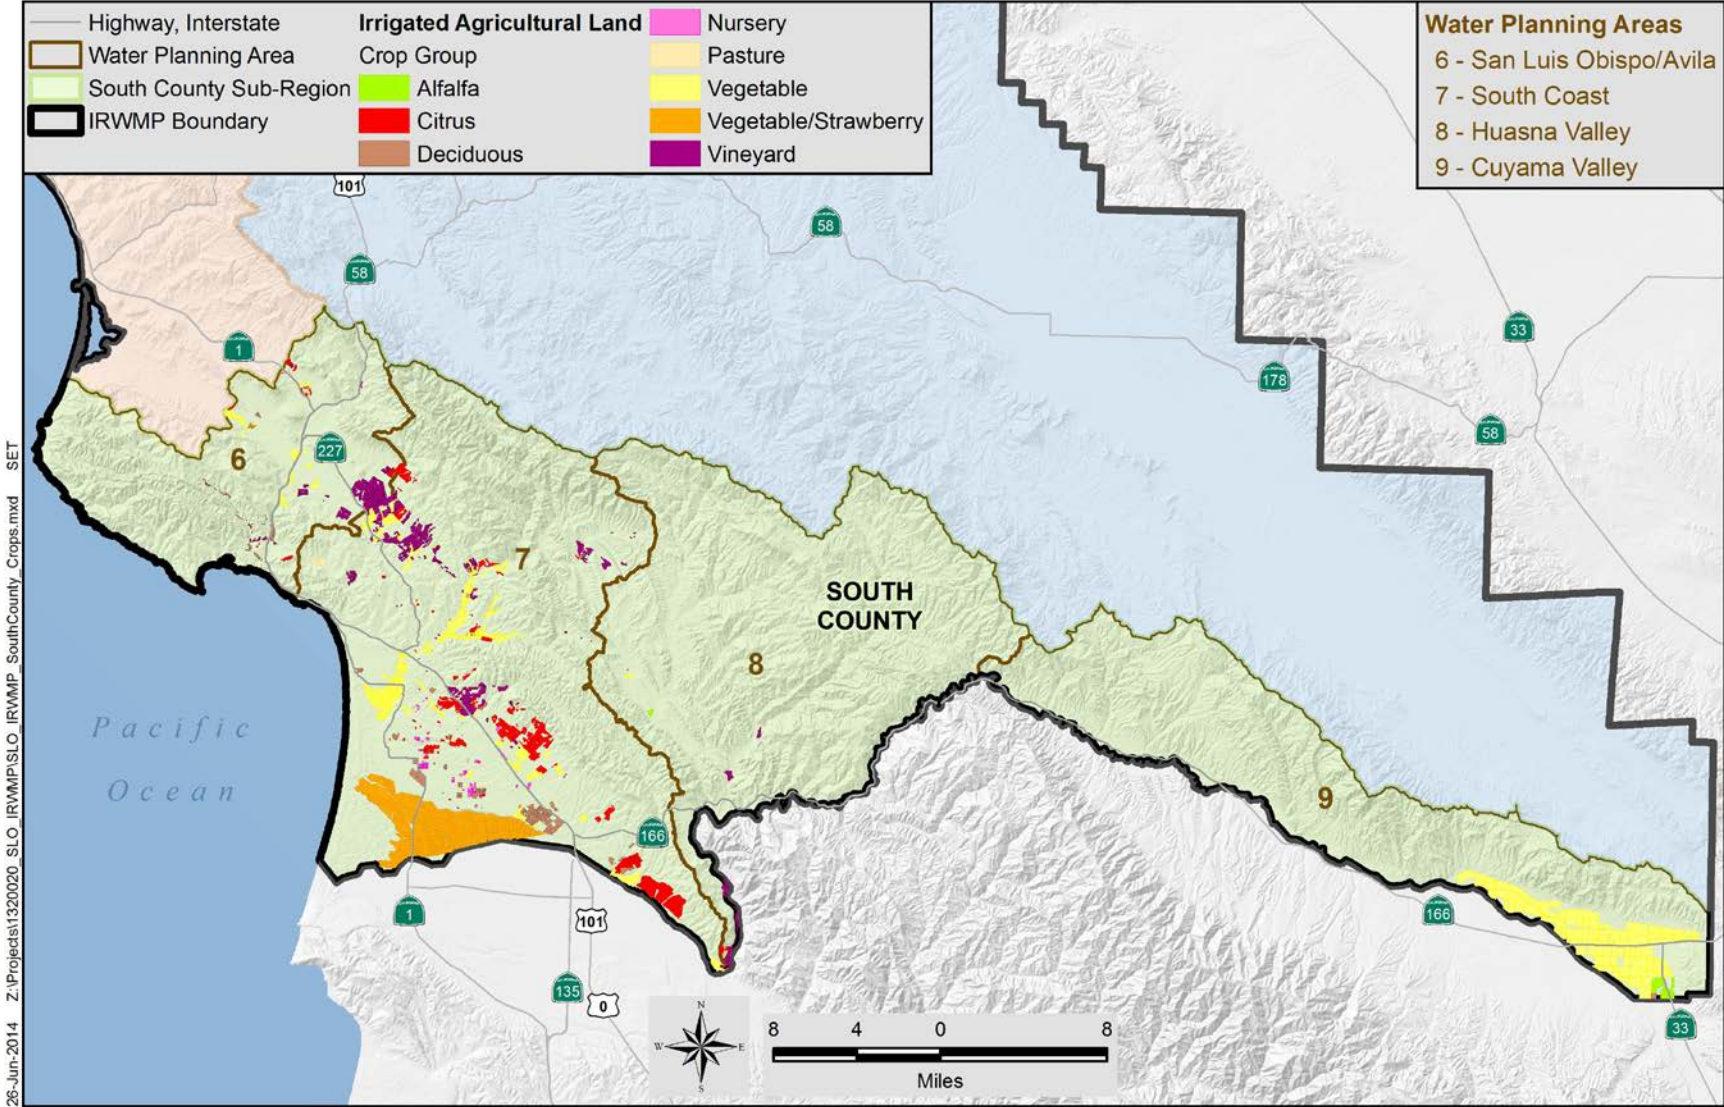 Highway, Interstate
Water Planning Area
South County Sub-Region
IRWMP Boundary
Irrigated Agricultural Land
Crop Group
Alfalfa
Citrus
Deciduous
Nursery
Pasture
Vegetable
Vegetable/Strawberry
Vineyard
Water Planning Areas
6 - San Luis Obispo/Avila
7 - South Coast
8 - Huasna Valley
9 - Cuyama Valley
101
58
58
1
33
178
58
227
6
7
SOUTH
COUNTY
8
Pacific
Ocean
9
166
166
1
101
135
0
33
N
W E
S
8 4 0 8
Miles
26-Jun-2014 Z:\Projects\1320020_SLO_IRWMP\SLO_IRWMP_SouthCounty_Crops.mxd SET